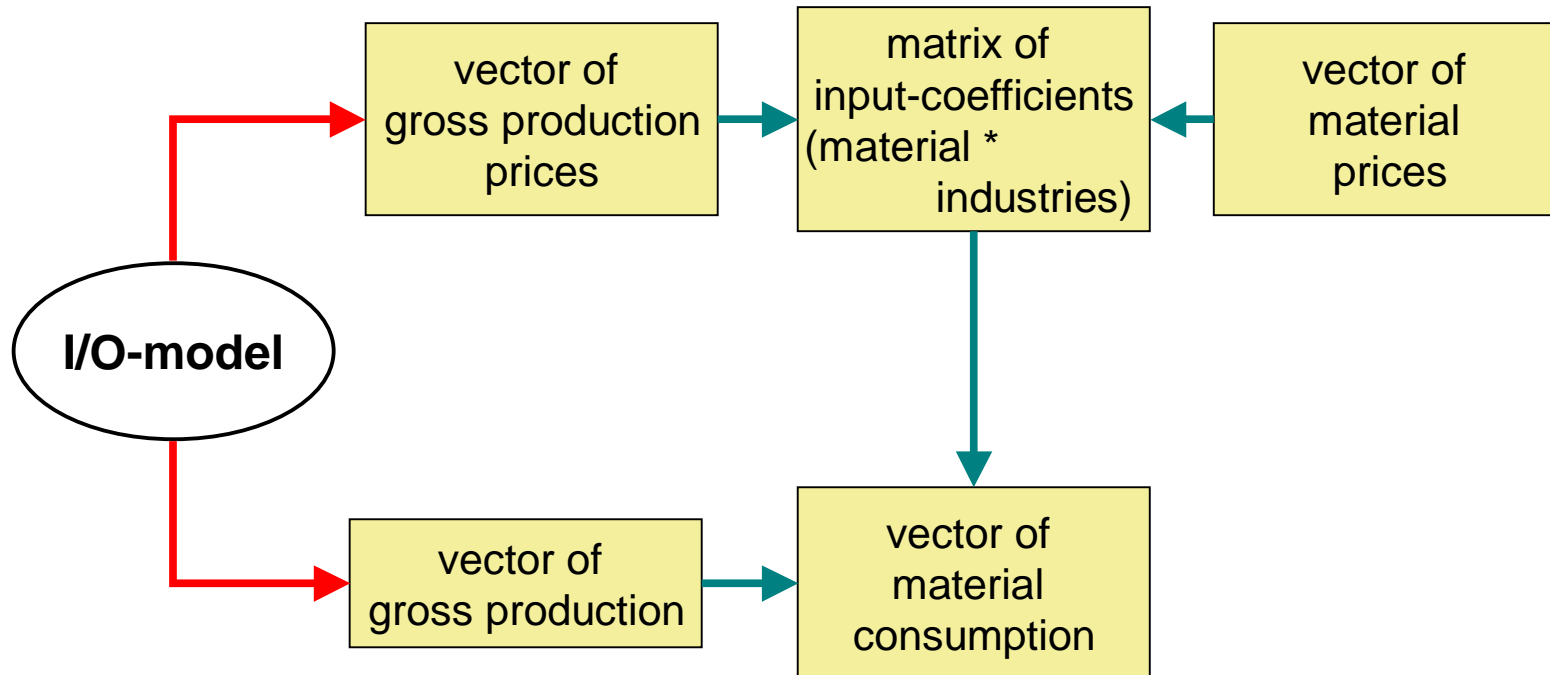 vector of
gross production
prices
matrix of
input-coefficients
(material *
industries)
vector of
material
prices
I/O-model
vector of
gross production
vector of
material
consumption